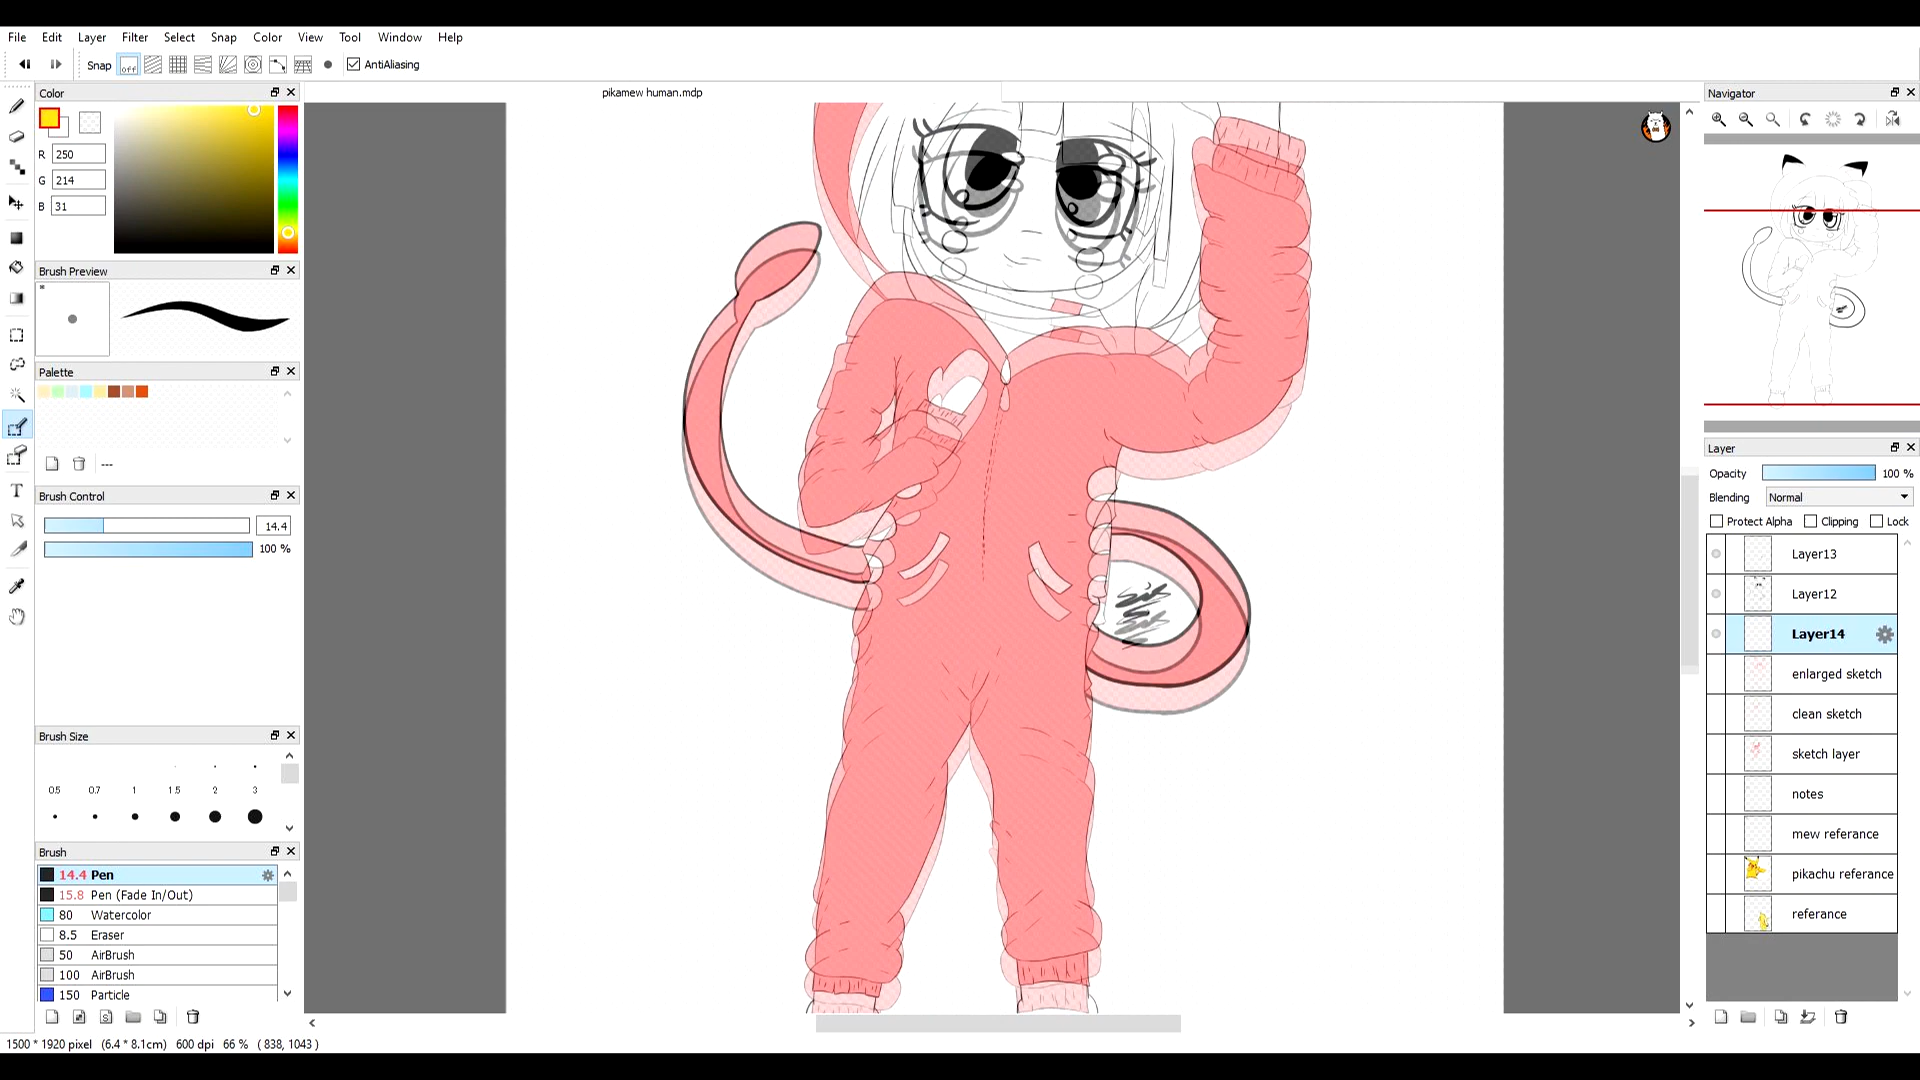 File Edit Layer Filter Select Snap Color View Tool Window Help
Snap off AntiAliasing
Color
pikamew human.mdp
Navigator
R 250
G 214
B 31
Brush Preview
Palette
---
Brush Control
14.4
100 %
Brush Size
0.5 0.7 1 1.5 2 3
Brush
14.4 Pen
15.8 Pen (Fade In/Out)
80 Watercolor
8.5 Eraser
50 AirBrush
100 AirBrush
150 Particle
Layer
Opacity 100 %
Blending Normal
Protect Alpha Clipping Lock
Layer13
Layer12
Layer14
enlarged sketch
clean sketch
sketch layer
notes
mew referance
pikachu referance
referance
1500 * 1920 pixel (6.4 * 8.1cm) 600 dpi 66 % ( 838, 1043 )